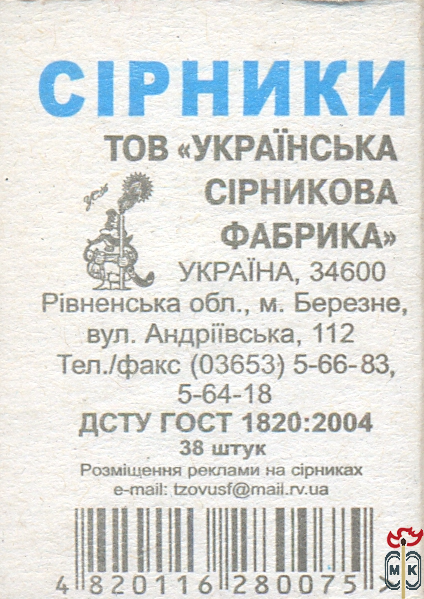 СІРНИКИ
ТОВ «УКРАЇНСЬКА
СІРНИКОВА
ФАБРИКА»
УКРАЇНА, 34600
Рівненська обл., м. Березне,
вул. Андріївська, 112
Тел./факс (03653) 5-66-83,
5-64-18
ДСТУ ГОСТ 1820:2004
38 штук
Розміщення реклами на сірниках
e-mail: tzovusf@mail.rv.ua
4 820116 280075 >
МК